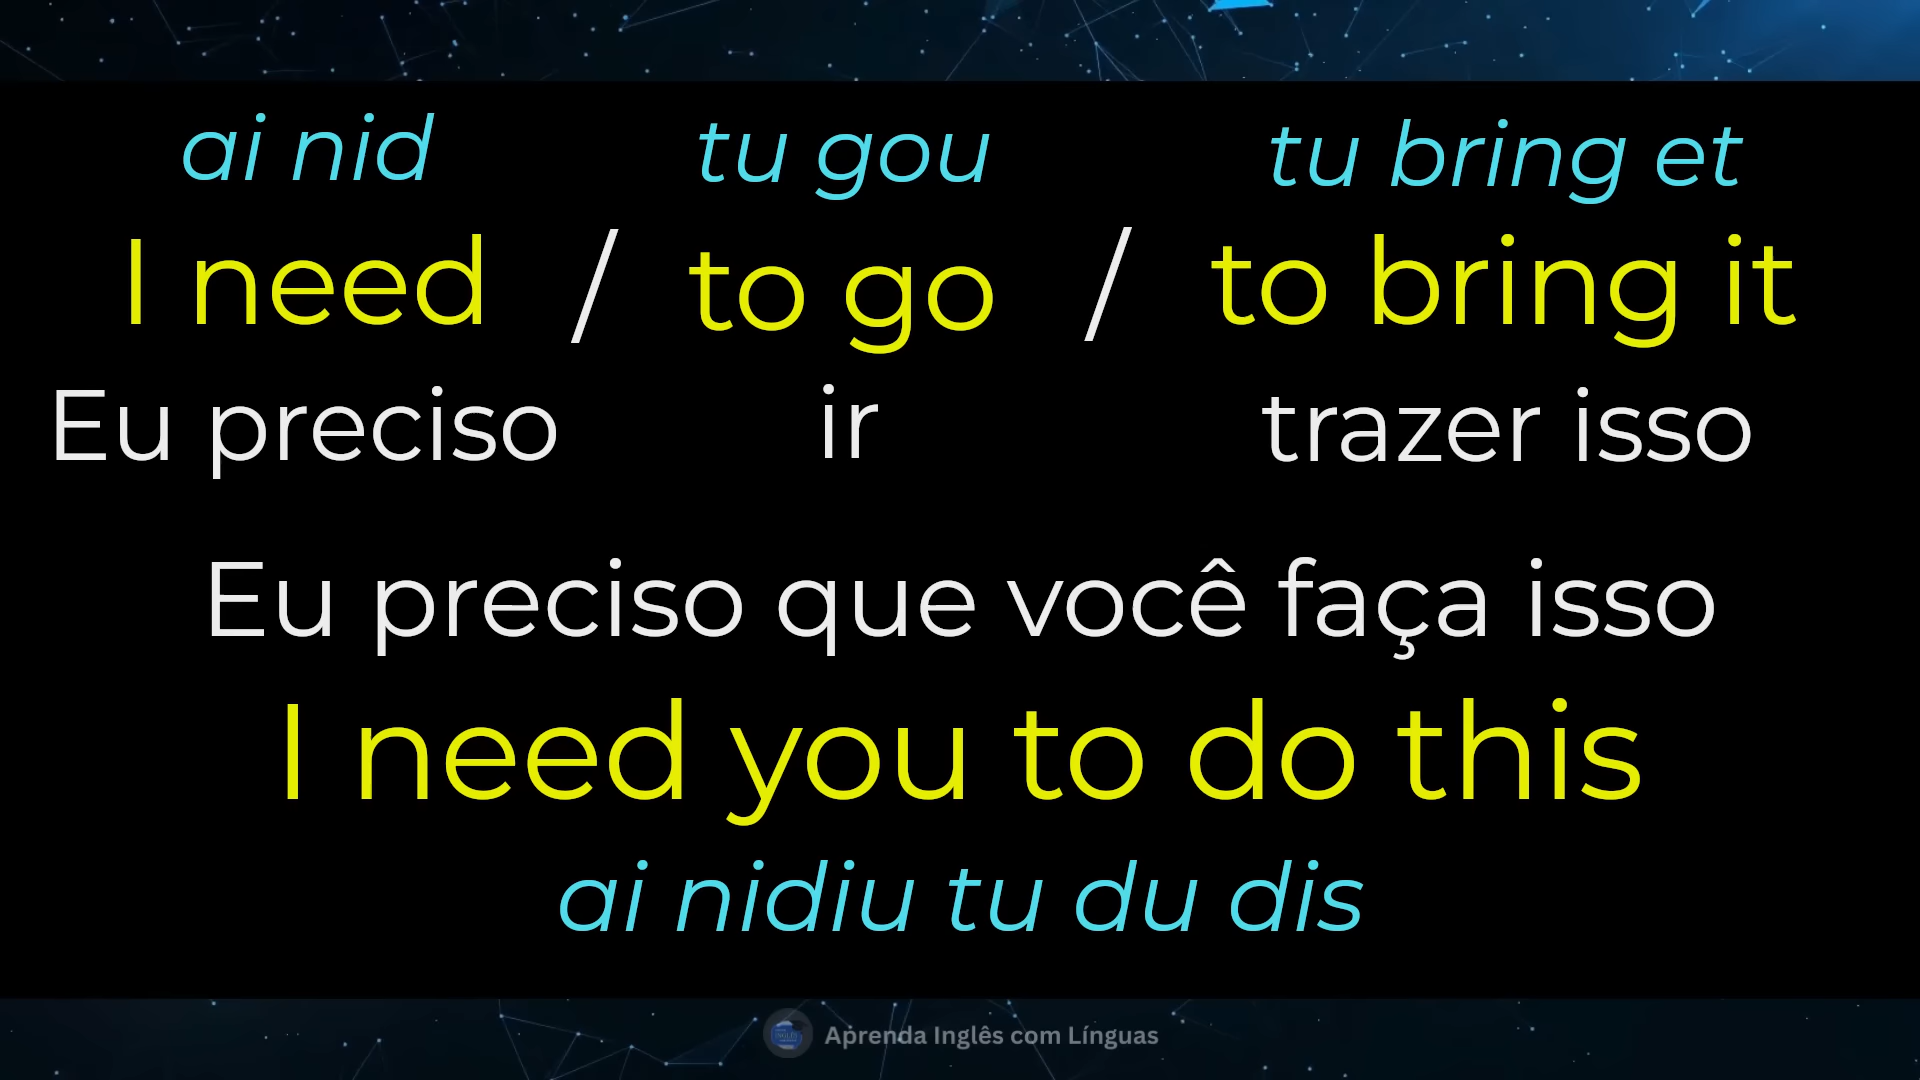 ai nid tu gou tu bring et
I need / to go / to bring it
Eu preciso ir trazer isso
Eu preciso que você faça isso
I need you to do this
ai nidiu tu du dis
Aprenda Inglês com Línguas